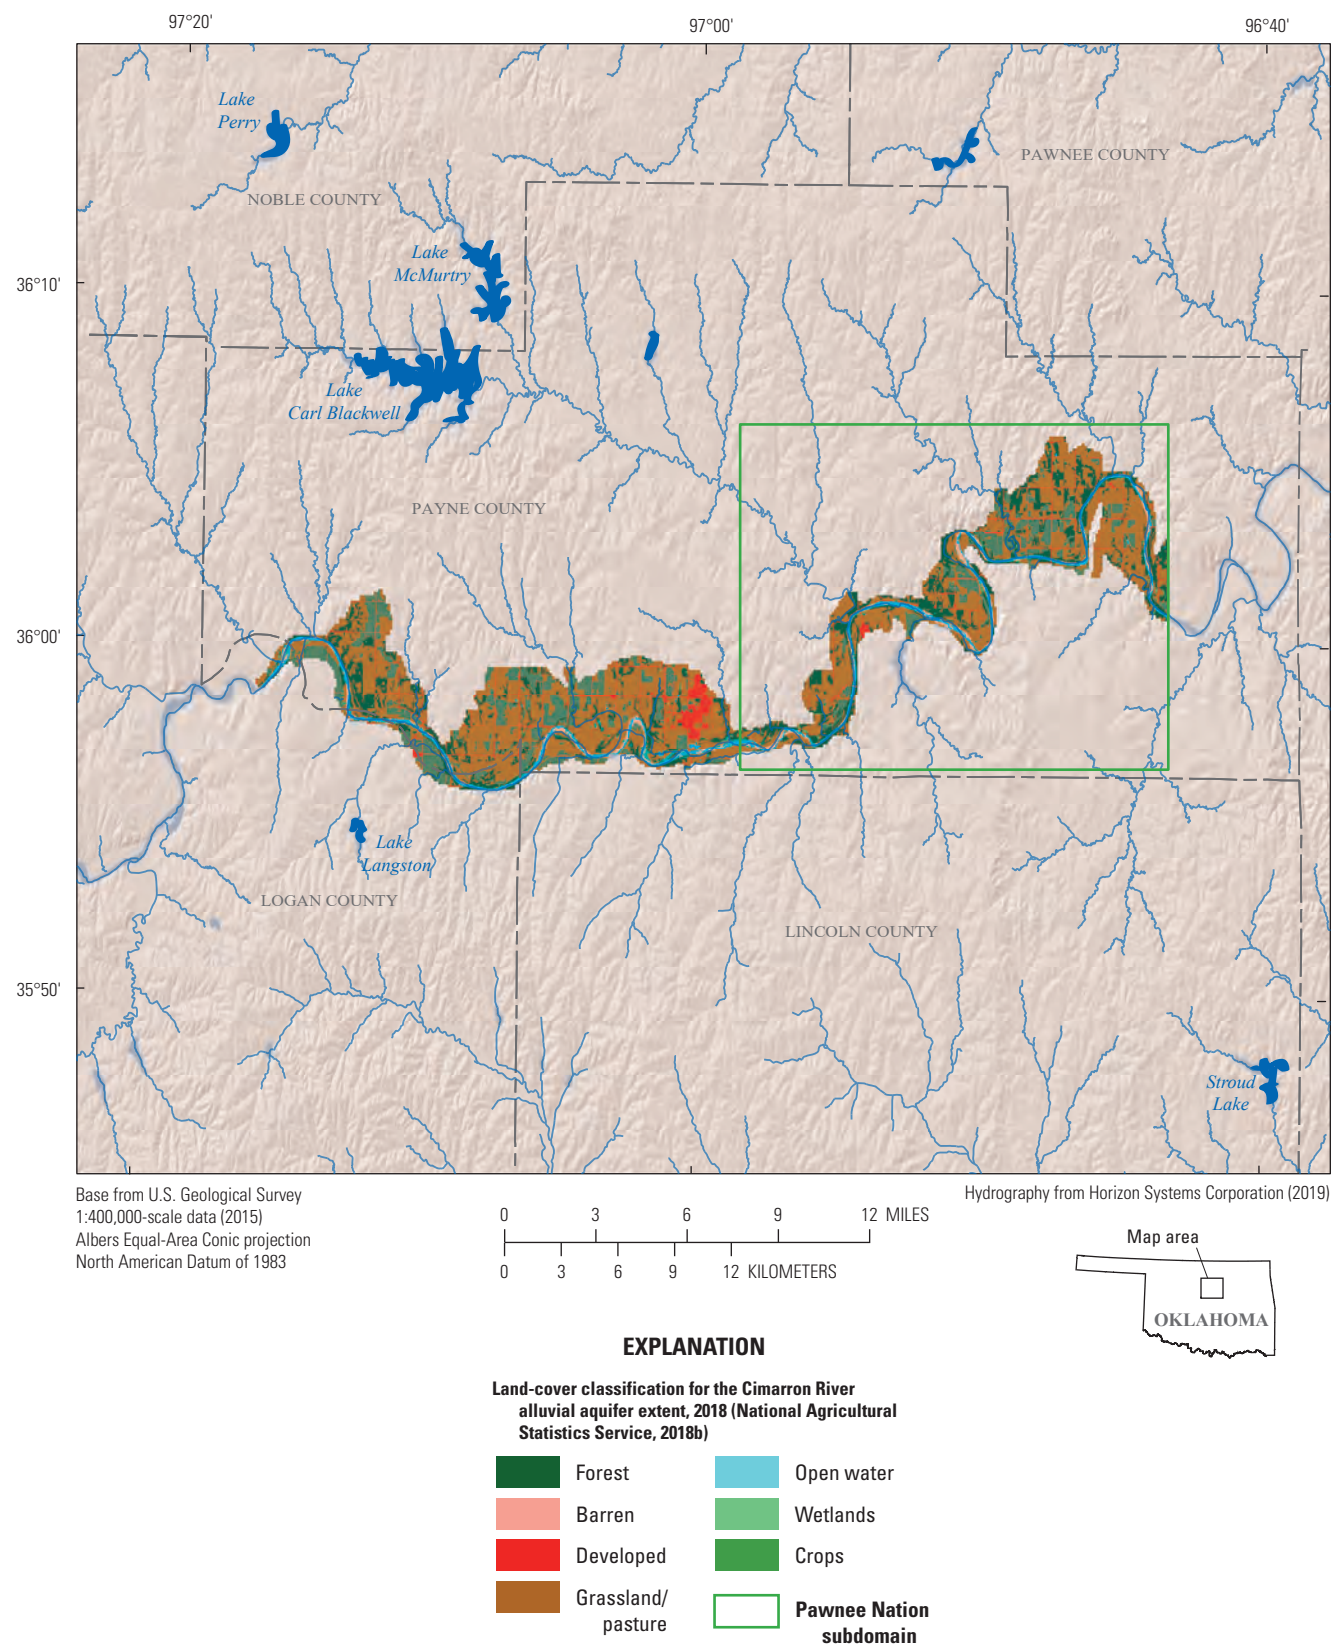 97°20'
97°00'
96°40'
Lake
Perry
PAWNEE COUNTY
NOBLE COUNTY
Lake
McMurtry
36°10'
Lake
Carl Blackwell
PAYNE COUNTY
36°00'
Lake
Langston
LOGAN COUNTY
LINCOLN COUNTY
35°50'
Stroud
Lake
Base from U.S. Geological Survey
1:400,000-scale data (2015)
Albers Equal-Area Conic projection
North American Datum of 1983
Hydrography from Horizon Systems Corporation (2019)
0 3 6 9 12 MILES
0 3 6 9 12 KILOMETERS
Map area
OKLAHOMA
EXPLANATION
Land-cover classification for the Cimarron River
alluvial aquifer extent, 2018 (National Agricultural
Statistics Service, 2018b)
Forest
Barren
Developed
Grassland/
pasture
Open water
Wetlands
Crops
Pawnee Nation
subdomain